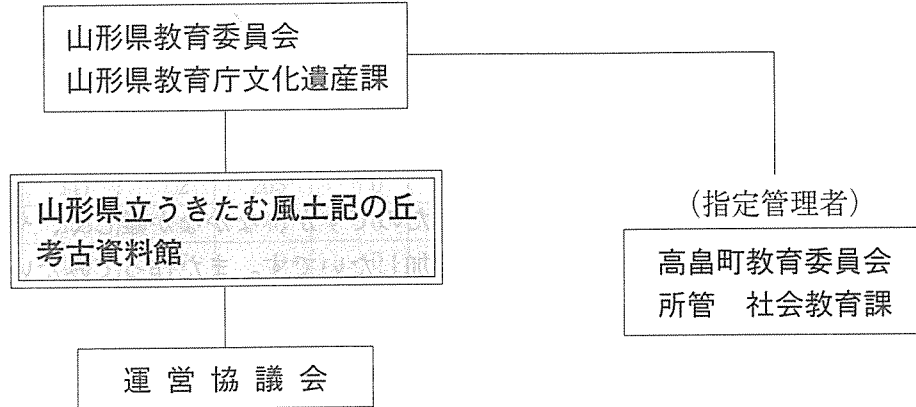 山形県教育委員会
山形県教育庁文化遺産課
山形県立うきたむ風土記の丘
考古資料館
(指定管理者)
高畠町教育委員会
所管　社会教育課
運営協議会